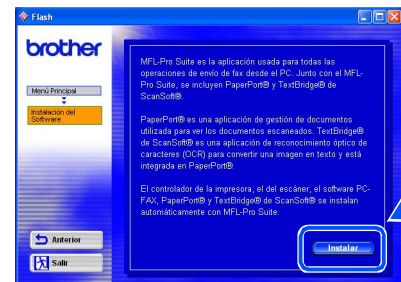 Flash
brother
Menú Principal
Instalación del
Software
MFL-Pro Suite es la aplicación usada para todas las
operaciones de envío de fax desde el PC. Junto con el MFL-
Pro Suite, se incluyen PaperPort® y TextBridge® de
ScanSoft®.
PaperPort® es una aplicación de gestión de documentos
utilizada para ver los documentos escaneados. TextBridge®
de ScanSoft® es una aplicación de reconocimiento óptico de
caracteres (OCR) para convertir una imagen en texto y está
integrada en PaperPort®.
El controlador de la impresora, el del escáner, el software PC-
FAX, PaperPort® y TextBridge® de ScanSoft® se instalan
automáticamente con MFL-Pro Suite.
Anterior
Salir
Instalar